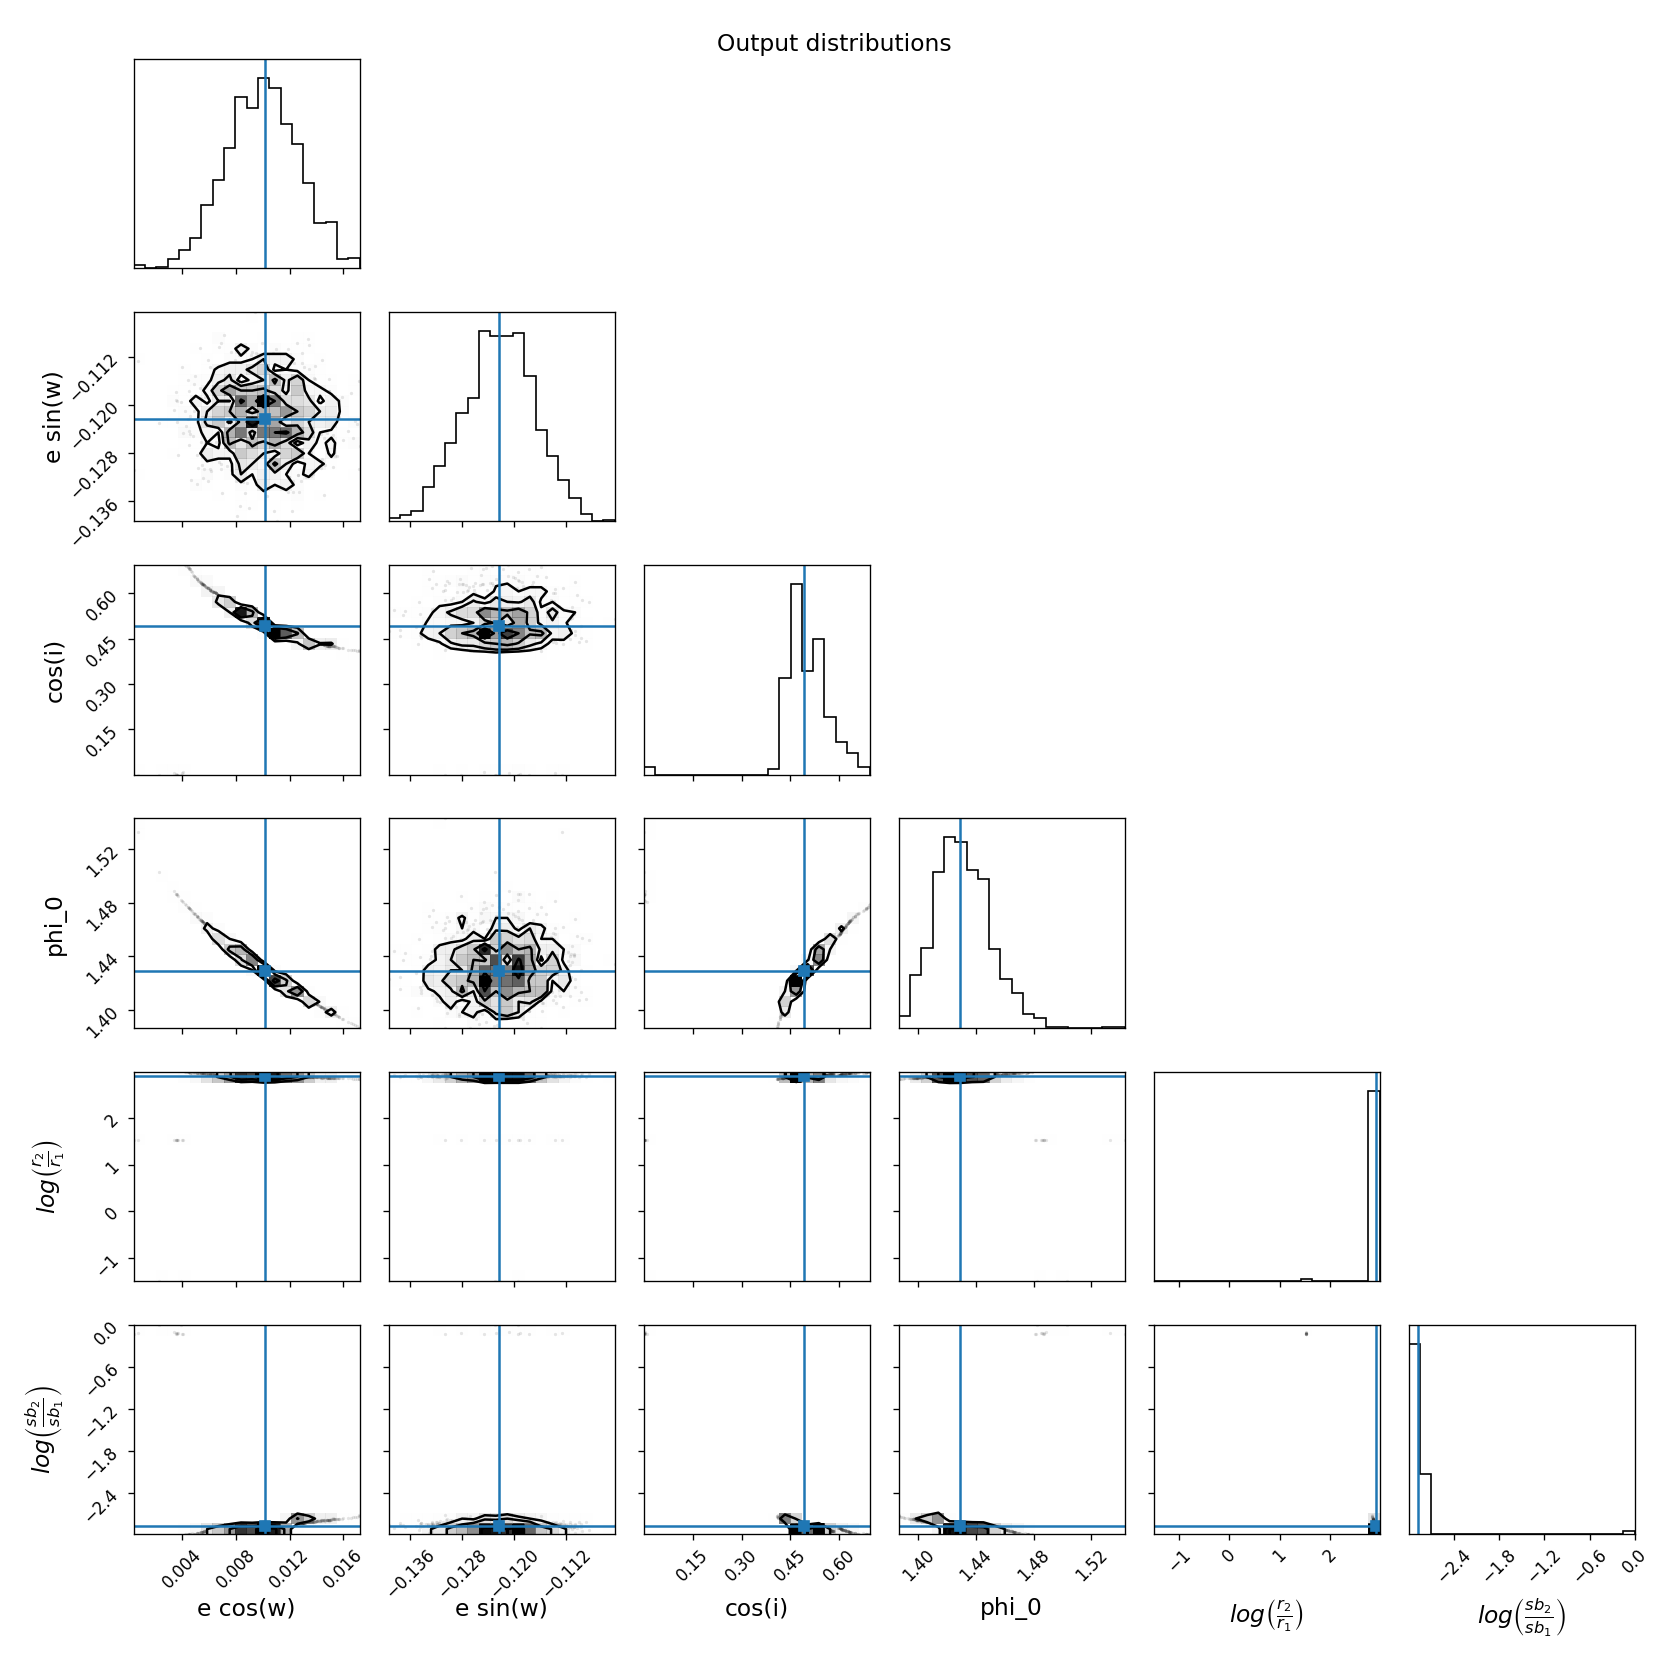 Output distributions
e sin(w)
−0.112
−0.120
−0.128
−0.136
cos(i)
0.60
0.45
0.30
0.15
phi_0
1.52
1.48
1.44
1.40
log(r₂/r₁)
2
1
0
−1
log(sb₂/sb₁)
0.0
−0.6
−1.2
−1.8
−2.4
0.004 0.008 0.012 0.016 −0.136 −0.128 −0.120 −0.112 0.15 0.30 0.45 0.60 1.40 1.44 1.48 1.52 −1 0 1 2 −2.4 −1.8 −1.2 −0.6 0.0
e cos(w) e sin(w) cos(i) phi_0 log(r₂/r₁) log(sb₂/sb₁)